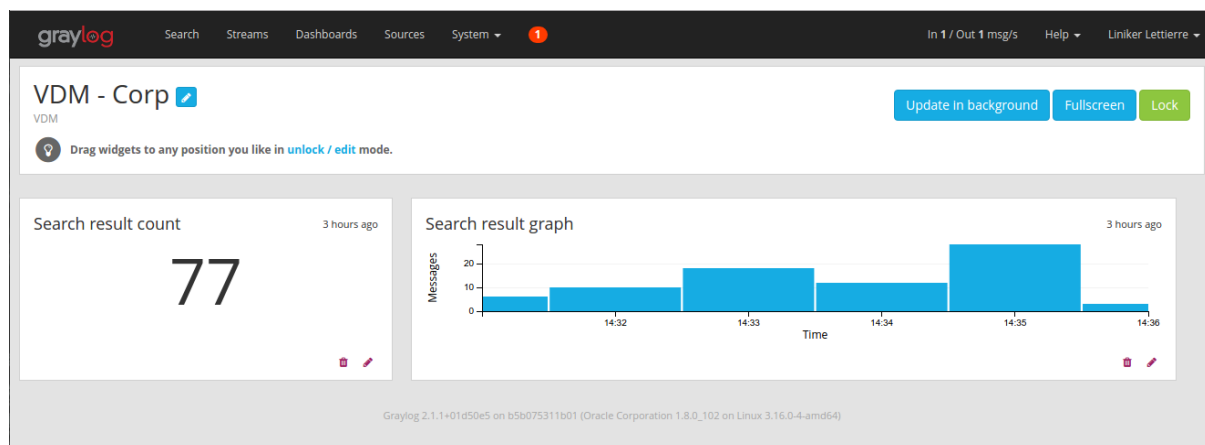 graylog Search Streams Dashboards Sources System 1 In 1 / Out 1 msg/s Help Liniker Lettierre
VDM - Corp
Update in background Fullscreen Lock
VDM
Drag widgets to any position you like in unlock / edit mode.
Search result count 3 hours ago
77
Search result graph 3 hours ago
Messages
20
10
0
14:32 14:33 14:34 14:35 14:36
Time
Graylog 2.1.1+01d50e5 on b5b075311b01 (Oracle Corporation 1.8.0_102 on Linux 3.16.0-4-amd64)